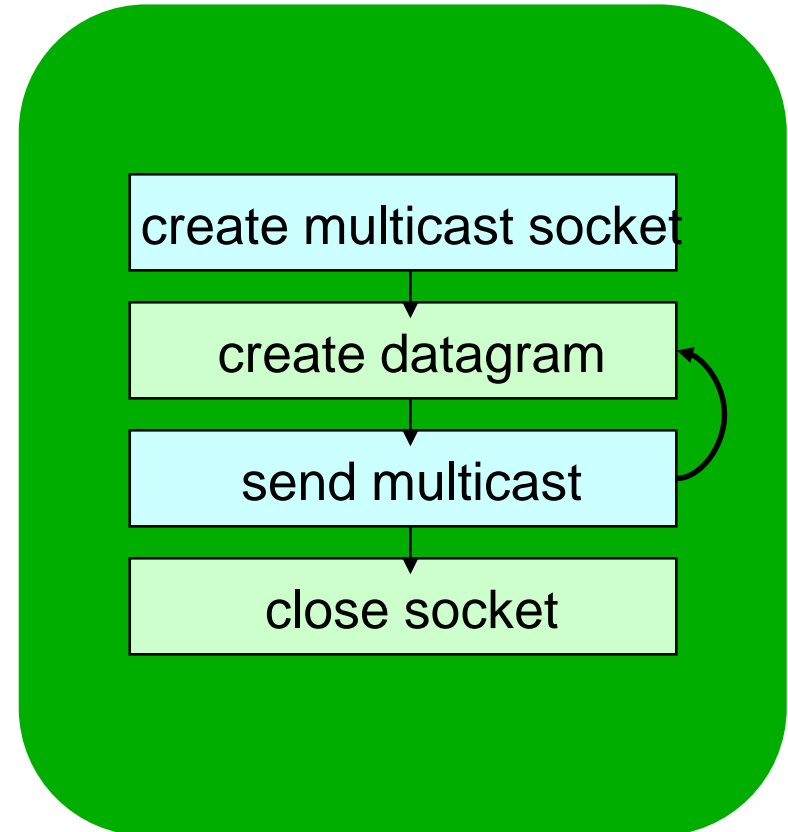 create multicast socket
create datagram
send multicast
close socket